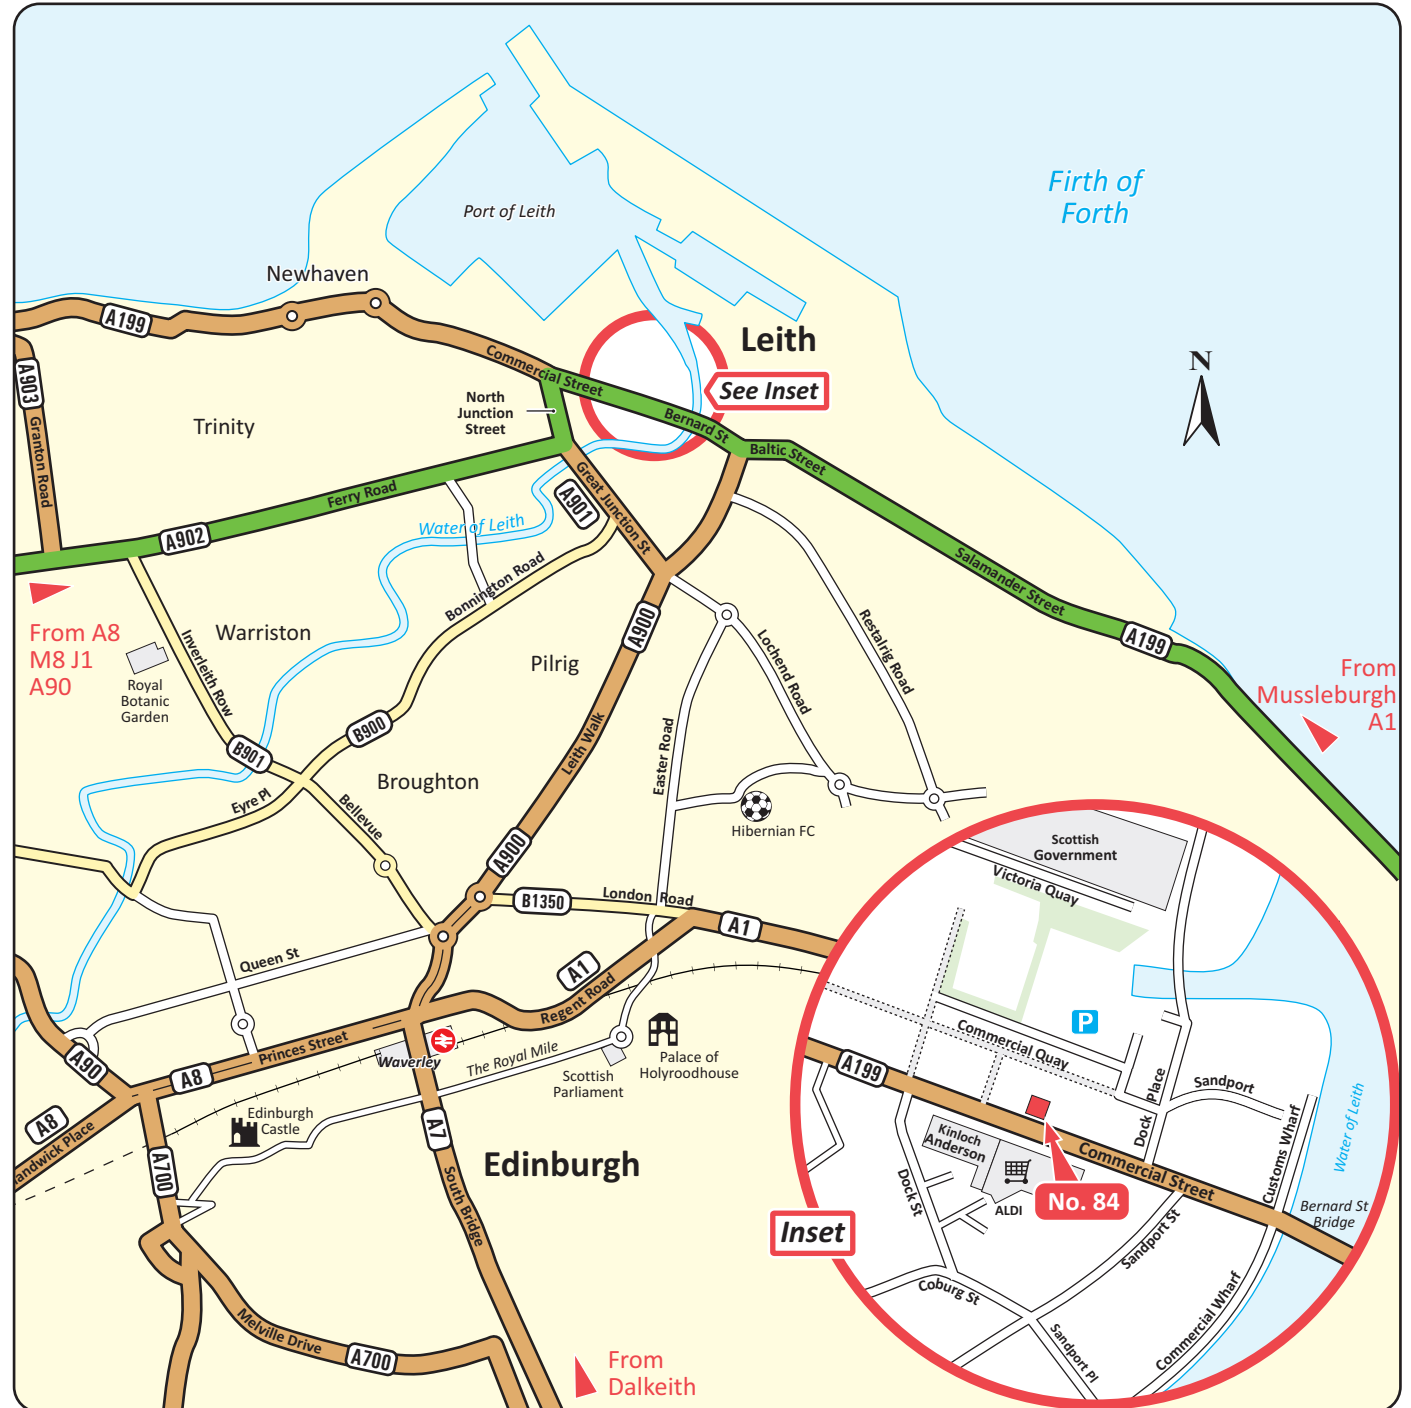 Firth of
Forth
Port of Leith
Newhaven
A199
Leith
See Inset
N
Commercial Street
A903
Granton Road
Trinity
North
Junction
Street
Bernard St
Baltic Street
Ferry Road
Great Junction St
A901
A902
Water of Leith
Salamander Street
Bonnington Road
From A8
M8 J1
A90
Warriston
Inverleith Row
Royal
Botanic
Garden
Pilrig
A900
Lochend Road
Restalrig Road
A199
From
Mussleburgh
A1
B900
B901
Leith Walk
Easter Road
Broughton
Eyre Pl
Bellevue
Hibernian FC
A900
B1350
London Road
A1
Queen St
A1
Regent Road
Princes Street
Waverley
The Royal Mile
Palace of
Holyroodhouse
Scottish
Parliament
A90
A8
A8
andwick Place
Edinburgh
Castle
A7
A700
Edinburgh
South Bridge
Melville Drive
A700
From
Dalkeith
Inset
Scottish
Government
Victoria Quay
P
Commercial Quay
A199
Dock Place
Sandport
Customs Wharf
Water of Leith
Kinloch
Anderson
ALDI
No. 84
Commercial Street
Bernard St
Bridge
Dock St
Sandport St
Coburg St
Sandport Pl
Commercial Wharf